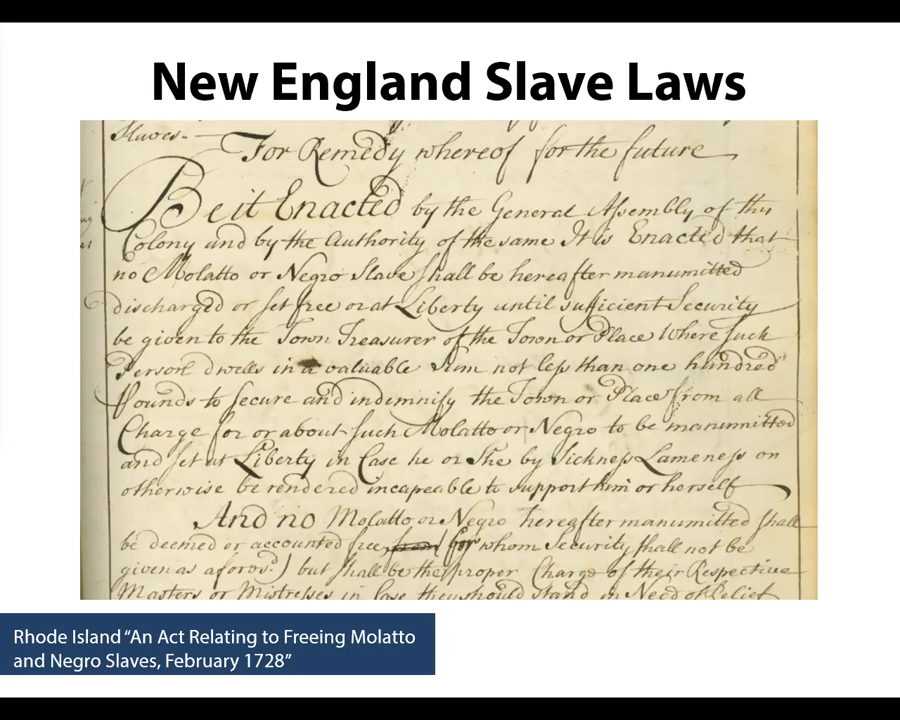 New England Slave Laws
Slaves.
For Remedy whereof for the future
Be it Enacted by the General Assembly of this
Colony and by the Authority of the same It is Enacted that
no Molatto or Negro Slave shall be hereafter manumitted
discharged or set free or at Liberty until sufficient Security
be given to the Town Treasurer of the Town or Place Where such
Person dwells in a valuable Sum not less than one hundred
Pounds to secure and indemnify the Town or Place from all
Charge for or about such Molatto or Negro to be manumitted
and set at Liberty in Case he or She by Sickness Lameness or
otherwise be rendered incapeable to support him or herself
And no Molatto or Negro hereafter manumitted shall
be deemed or accounted free for whom Security shall not be
given as aforesd.) but shall be the proper Charge of their Respective
Masters or Mistresses in Case they should stand in Need of Relief
Rhode Island “An Act Relating to Freeing Molatto
and Negro Slaves, February 1728”